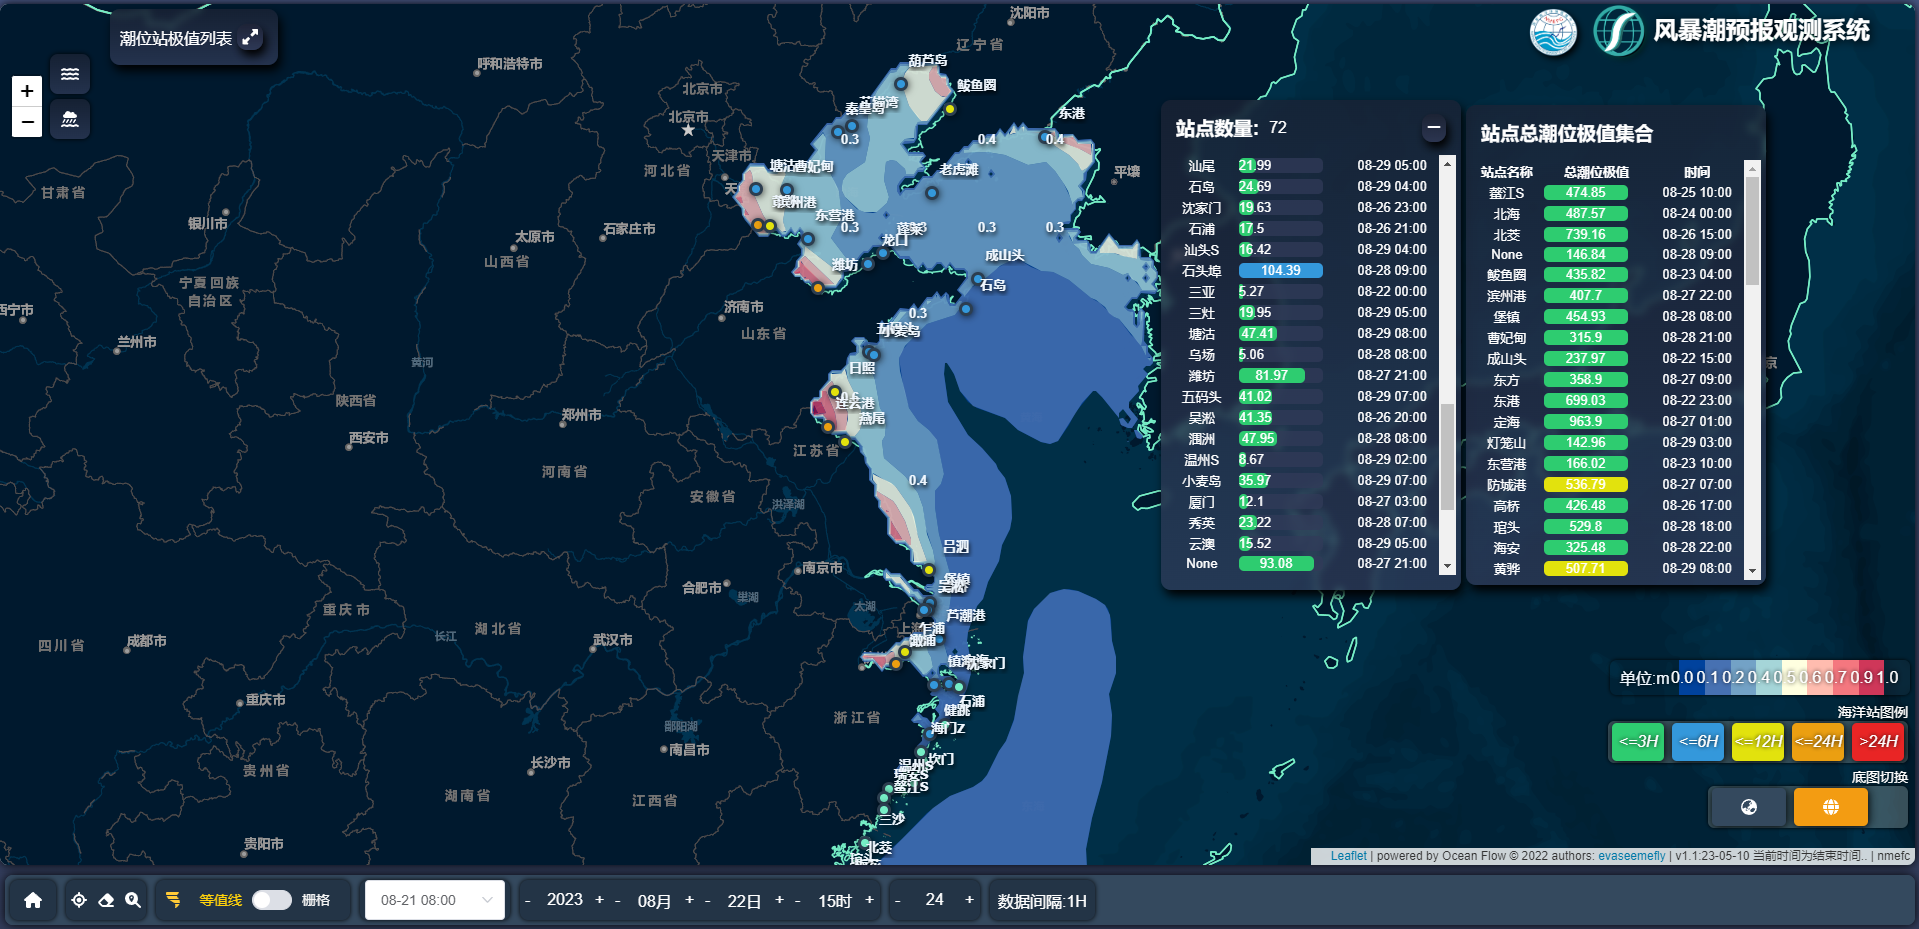 潮位站极值列表
风暴潮预报观测系统
+
−
沈阳市
辽宁省
呼和浩特市
北京市
北京市
天津市
河北省
甘肃省
银川市
太原市
山西省
石家庄市
宁夏回族
自治区
济南市
山东省
西宁市
兰州市
黄河
陕西省
西安市
郑州市
河南省
江苏省
安徽省
洪泽湖
南京市
合肥市
巢湖
太湖
重庆市
湖北省
长江
武汉市
四川省
成都市
重庆市
浙江省
鄱阳湖
南昌市
长沙市
贵州省
湖南省
江西省
贵阳市
平壤
葫芦岛
鲅鱼圈
秦皇岛
东港
0.3
0.4
0.4
塘沽
曹妃甸
老虎滩
滨州港
东营港
0.3
蓬莱
0.3
0.3
龙口
潍坊
成山头
石岛
0.3
小麦岛
日照
连云港
燕尾
0.4
吕泗
堡镇
吴淞
芦潮港
乍浦
澉浦
镇海
沈家门
石浦
健跳
海门Z
坎门
温州S
瑞安S
鳌江S
三沙
北茭
站点数量: 72
−
汕尾 21.99 08-29 05:00
石岛 24.69 08-29 04:00
沈家门 19.63 08-26 23:00
石浦 17.5 08-26 21:00
汕头S 16.42 08-29 04:00
石头埠 104.39 08-28 09:00
三亚 5.27 08-22 00:00
三灶 19.95 08-29 05:00
塘沽 47.41 08-29 08:00
乌场 5.06 08-28 08:00
潍坊 81.97 08-27 21:00
五码头 41.02 08-29 07:00
吴淞 41.35 08-26 20:00
涠洲 47.95 08-28 08:00
温州S 8.67 08-29 02:00
小麦岛 35.97 08-29 07:00
厦门 12.1 08-27 03:00
秀英 23.22 08-28 07:00
云澳 15.52 08-29 05:00
None 93.08 08-27 21:00
站点总潮位极值集合
站点名称 总潮位极值 时间
鳌江S 474.85 08-25 10:00
北海 487.57 08-24 00:00
北茭 739.16 08-26 15:00
None 146.84 08-28 09:00
鲅鱼圈 435.82 08-23 04:00
滨州港 407.7 08-27 22:00
堡镇 454.93 08-28 08:00
曹妃甸 315.9 08-28 21:00
成山头 237.97 08-22 15:00
东方 358.9 08-27 09:00
东港 699.03 08-22 23:00
定海 963.9 08-27 01:00
灯笼山 142.96 08-29 03:00
东营港 166.02 08-23 10:00
防城港 536.79 08-27 07:00
高桥 426.48 08-26 17:00
琯头 529.8 08-28 18:00
海安 325.48 08-28 22:00
黄骅 507.71 08-29 08:00
单位:m 0.0 0.1 0.2 0.4 0.5 0.6 0.7 0.9 1.0
海洋站图例
<=3H <=6H <=12H <=24H >24H
底图切换
Leaflet | powered by Ocean Flow © 2022 authors: evaseemefly | v1.1:23-05-10 当前时间为结束时间.. | nmefc
等值线 栅格
08-21 08:00
- 2023 + - 08月 + - 22日 + - 15时 +
- 24 +
数据间隔:1H